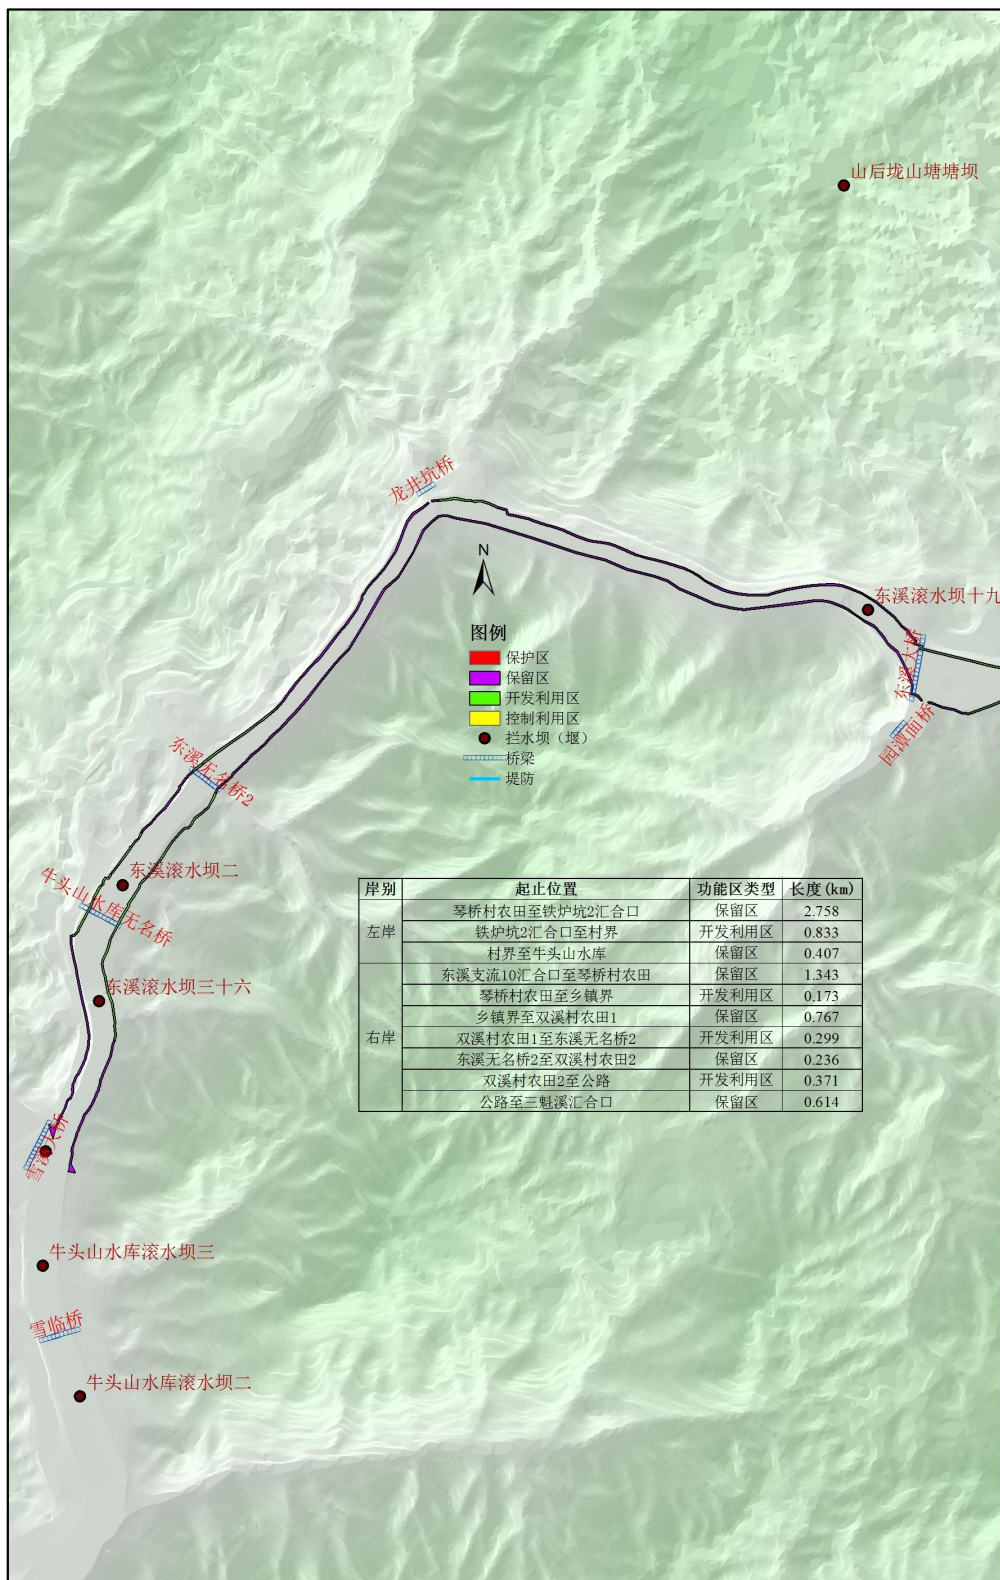 山后垅山塘塘坝
龙井坑桥
N
东溪滚水坝十九
图例
保护区
保留区
开发利用区
控制利用区
拦水坝（堰）
桥梁
堤防
东溪大桥
园潭面桥
东溪无名桥2
东溪滚水坝二
牛头山水库无名桥
东溪滚水坝三十六
岸别 起止位置 功能区类型 长度(km)
左岸 琴桥村农田至铁炉坑2汇合口 保留区 2.758
铁炉坑2汇合口至村界 开发利用区 0.833
村界至牛头山水库 保留区 0.407
右岸 东溪支流10汇合口至琴桥村农田 保留区 1.343
琴桥村农田至乡镇界 开发利用区 0.173
乡镇界至双溪村农田1 保留区 0.767
双溪村农田1至东溪无名桥2 开发利用区 0.299
东溪无名桥2至双溪村农田2 保留区 0.236
双溪村农田2至公路 开发利用区 0.371
公路至三魁溪汇合口 保留区 0.614
雪溪大桥
牛头山水库滚水坝三
雪临桥
牛头山水库滚水坝二